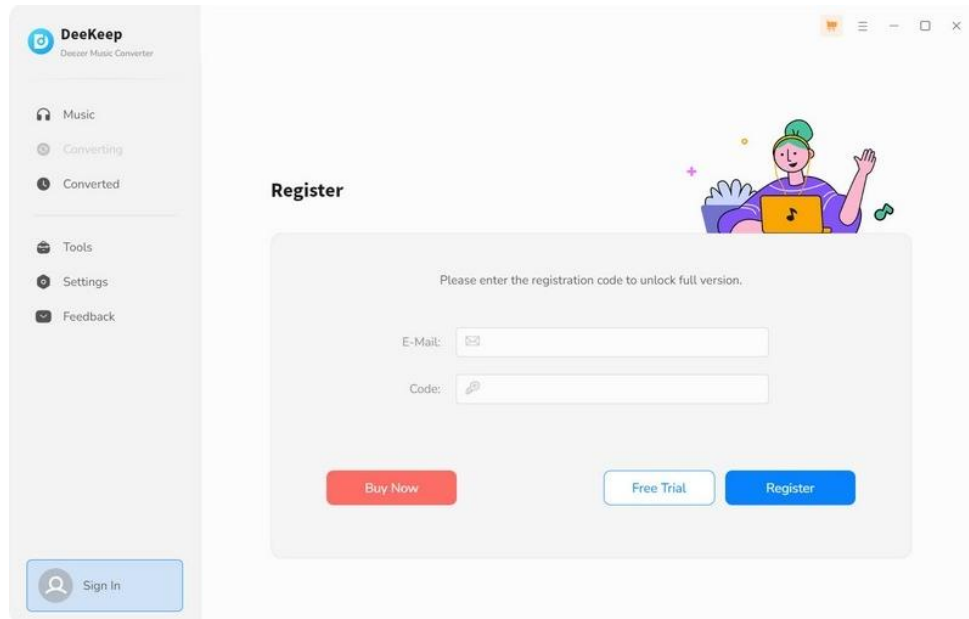 DeeKeep
Deezer Music Converter
Music
Converting
Converted
Tools
Settings
Feedback
Sign In
Register
Please enter the registration code to unlock full version.
E-Mail:
Code:
Buy Now
Free Trial
Register